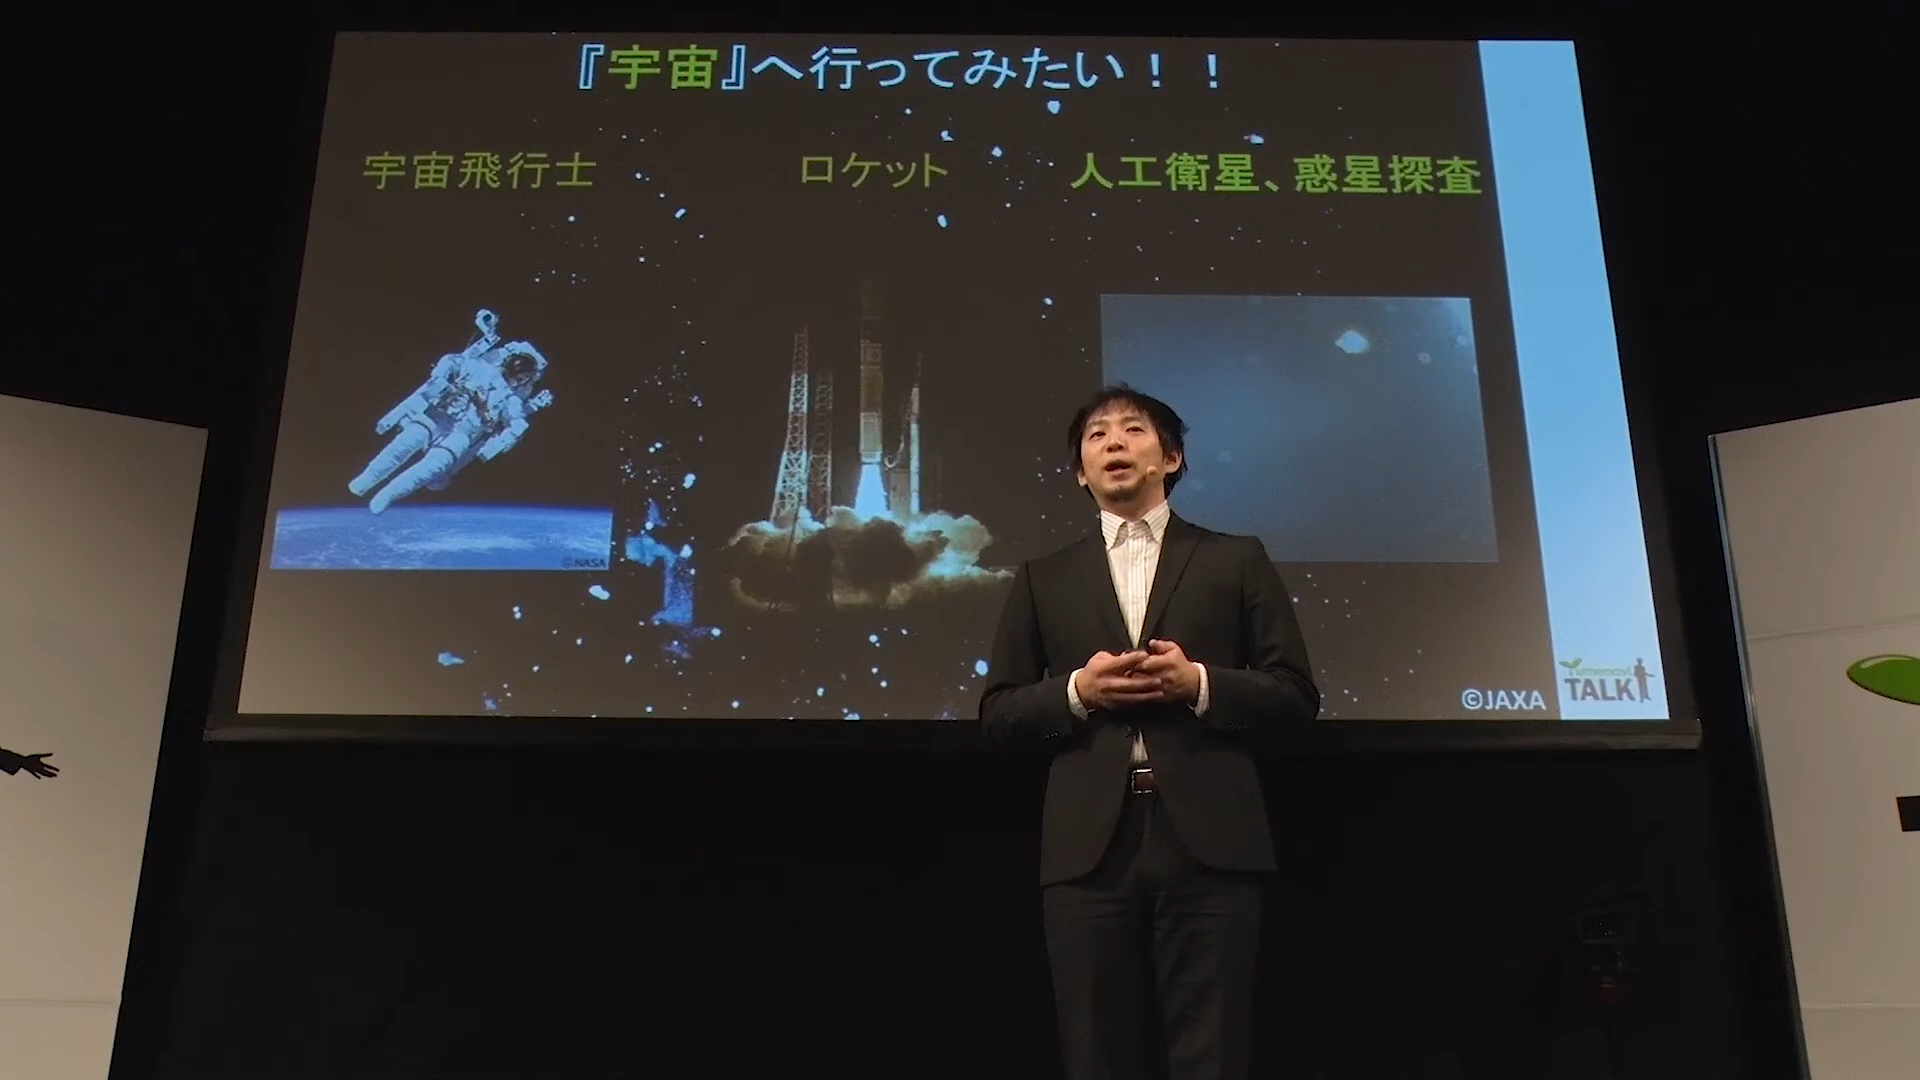 『宇宙』へ行ってみたい！！
宇宙飛行士
ロケット
人工衛星、惑星探査
©NASA
©JAXA
Yumenavi
TALK